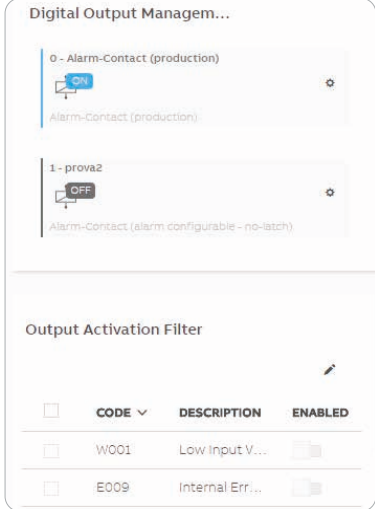 Digital Output Managem...
0 - Alarm-Contact (production)
ON
Alarm-Contact (production)
1 - prova2
OFF
Alarm-Contact (alarm configurable - no-latch)
Output Activation Filter
CODE DESCRIPTION ENABLED
W001 Low Input V...
E009 Internal Err...